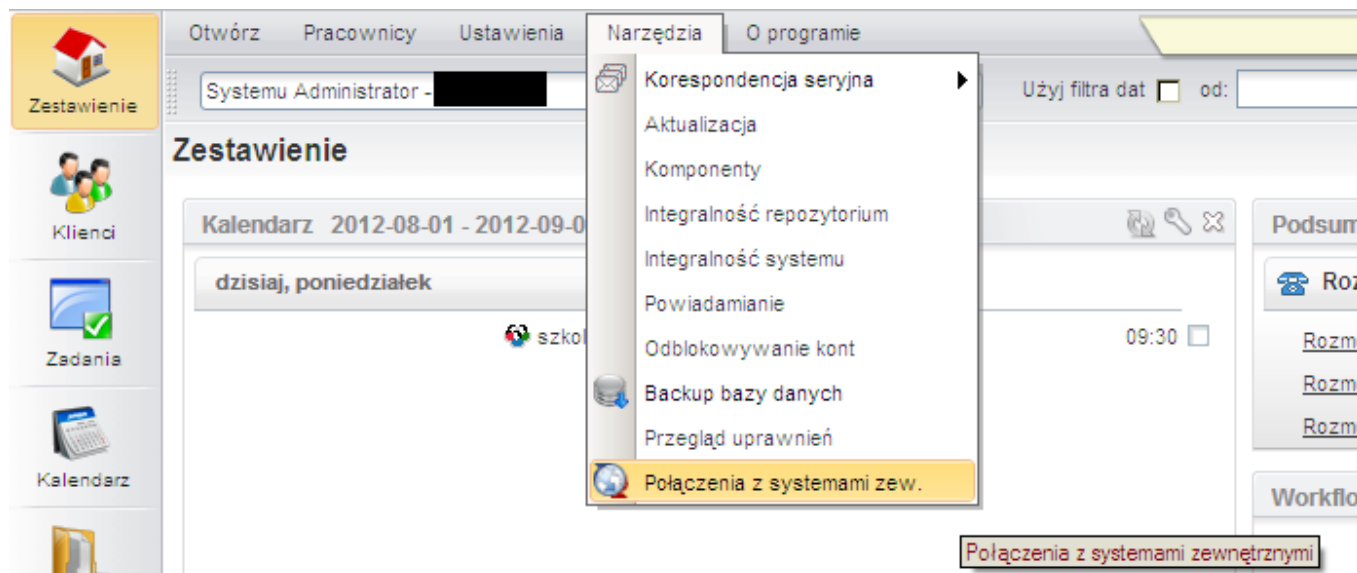 Otwórz Pracownicy Ustawienia Narzędzia O programie
Systemu Administrator -
Użyj filtra dat od:
Zestawienie
Klienci
Zadania
Kalendarz
Zestawienie
Korespondencja seryjna
Aktualizacja
Komponenty
Integralność repozytorium
Integralność systemu
Powiadamianie
Odblokowywanie kont
Backup bazy danych
Przegląd uprawnień
Połączenia z systemami zew.
Połączenia z systemami zewnętrznymi
Kalendarz 2012-08-01 - 2012-09-0
dzisiaj, poniedziałek
szkol
09:30
Podsum
Roz
Rozm
Rozm
Rozm
Workflo